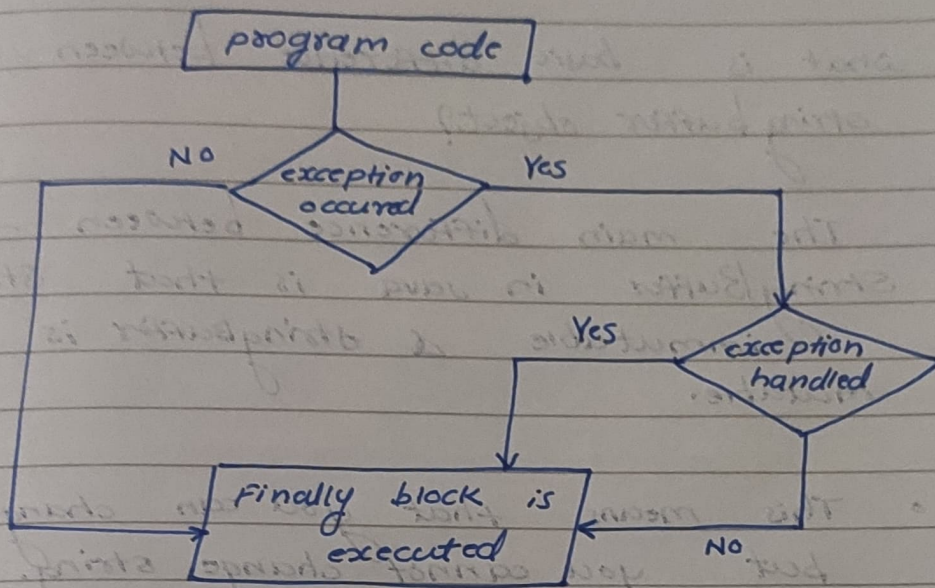 program code
NO
Yes
exception
occured
Yes
exception
handled
Finally block is
executed
NO